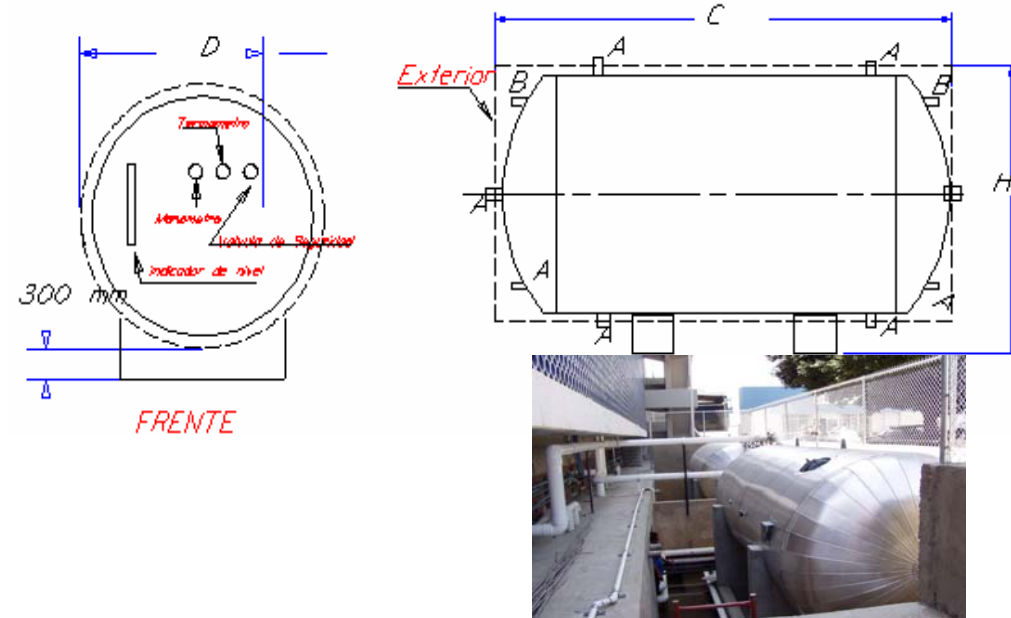 D
Termometro
Manometro
Valvula de Seguridad
Indicador de nivel
300 mm
FRENTE
C
A
A
Exterior
B
B
H
A
A
A
A
A